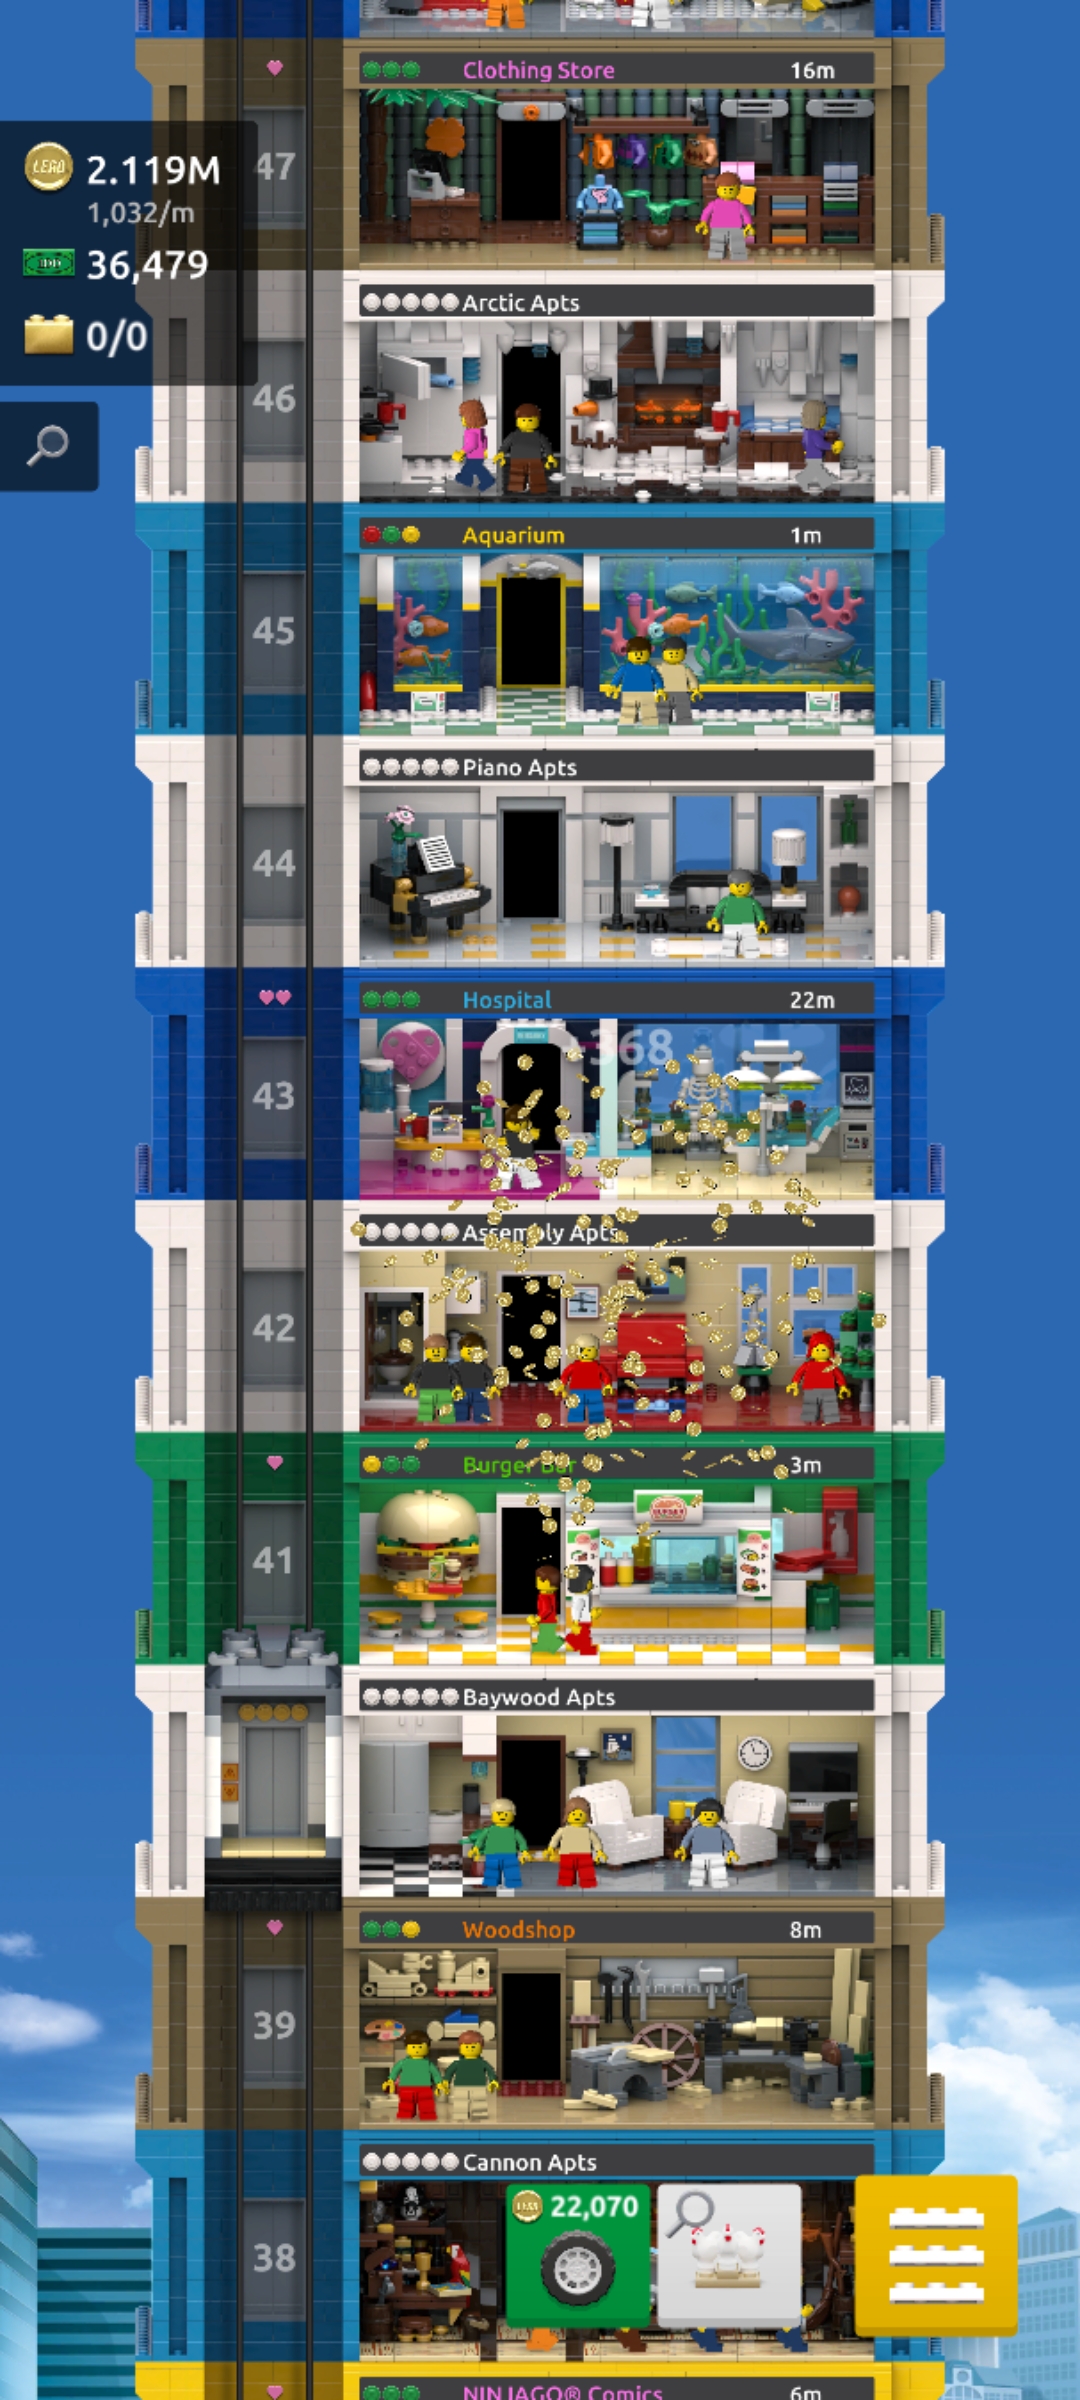 Clothing Store 16m
47
LEGO 2.119M
1,032/m
36,479
0/0
Arctic Apts
46
Aquarium 1m
45
Piano Apts
44
Hospital 22m
368
43
Assembly Apts
42
Burger Bar 3m
41
Baywood Apts
Woodshop 8m
39
Cannon Apts
22,070
38
NINJAGO® Comics 6m